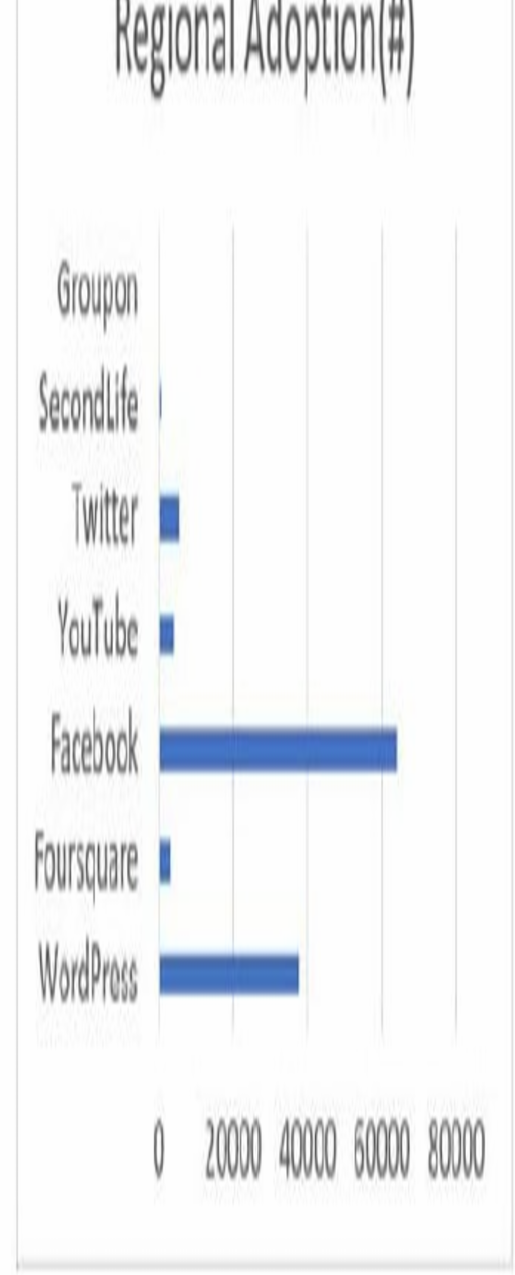 Regional Adoption(#)
Groupon
SecondLife
Twitter
YouTube
Facebook
Foursquare
WordPress
0 20000 40000 60000 80000